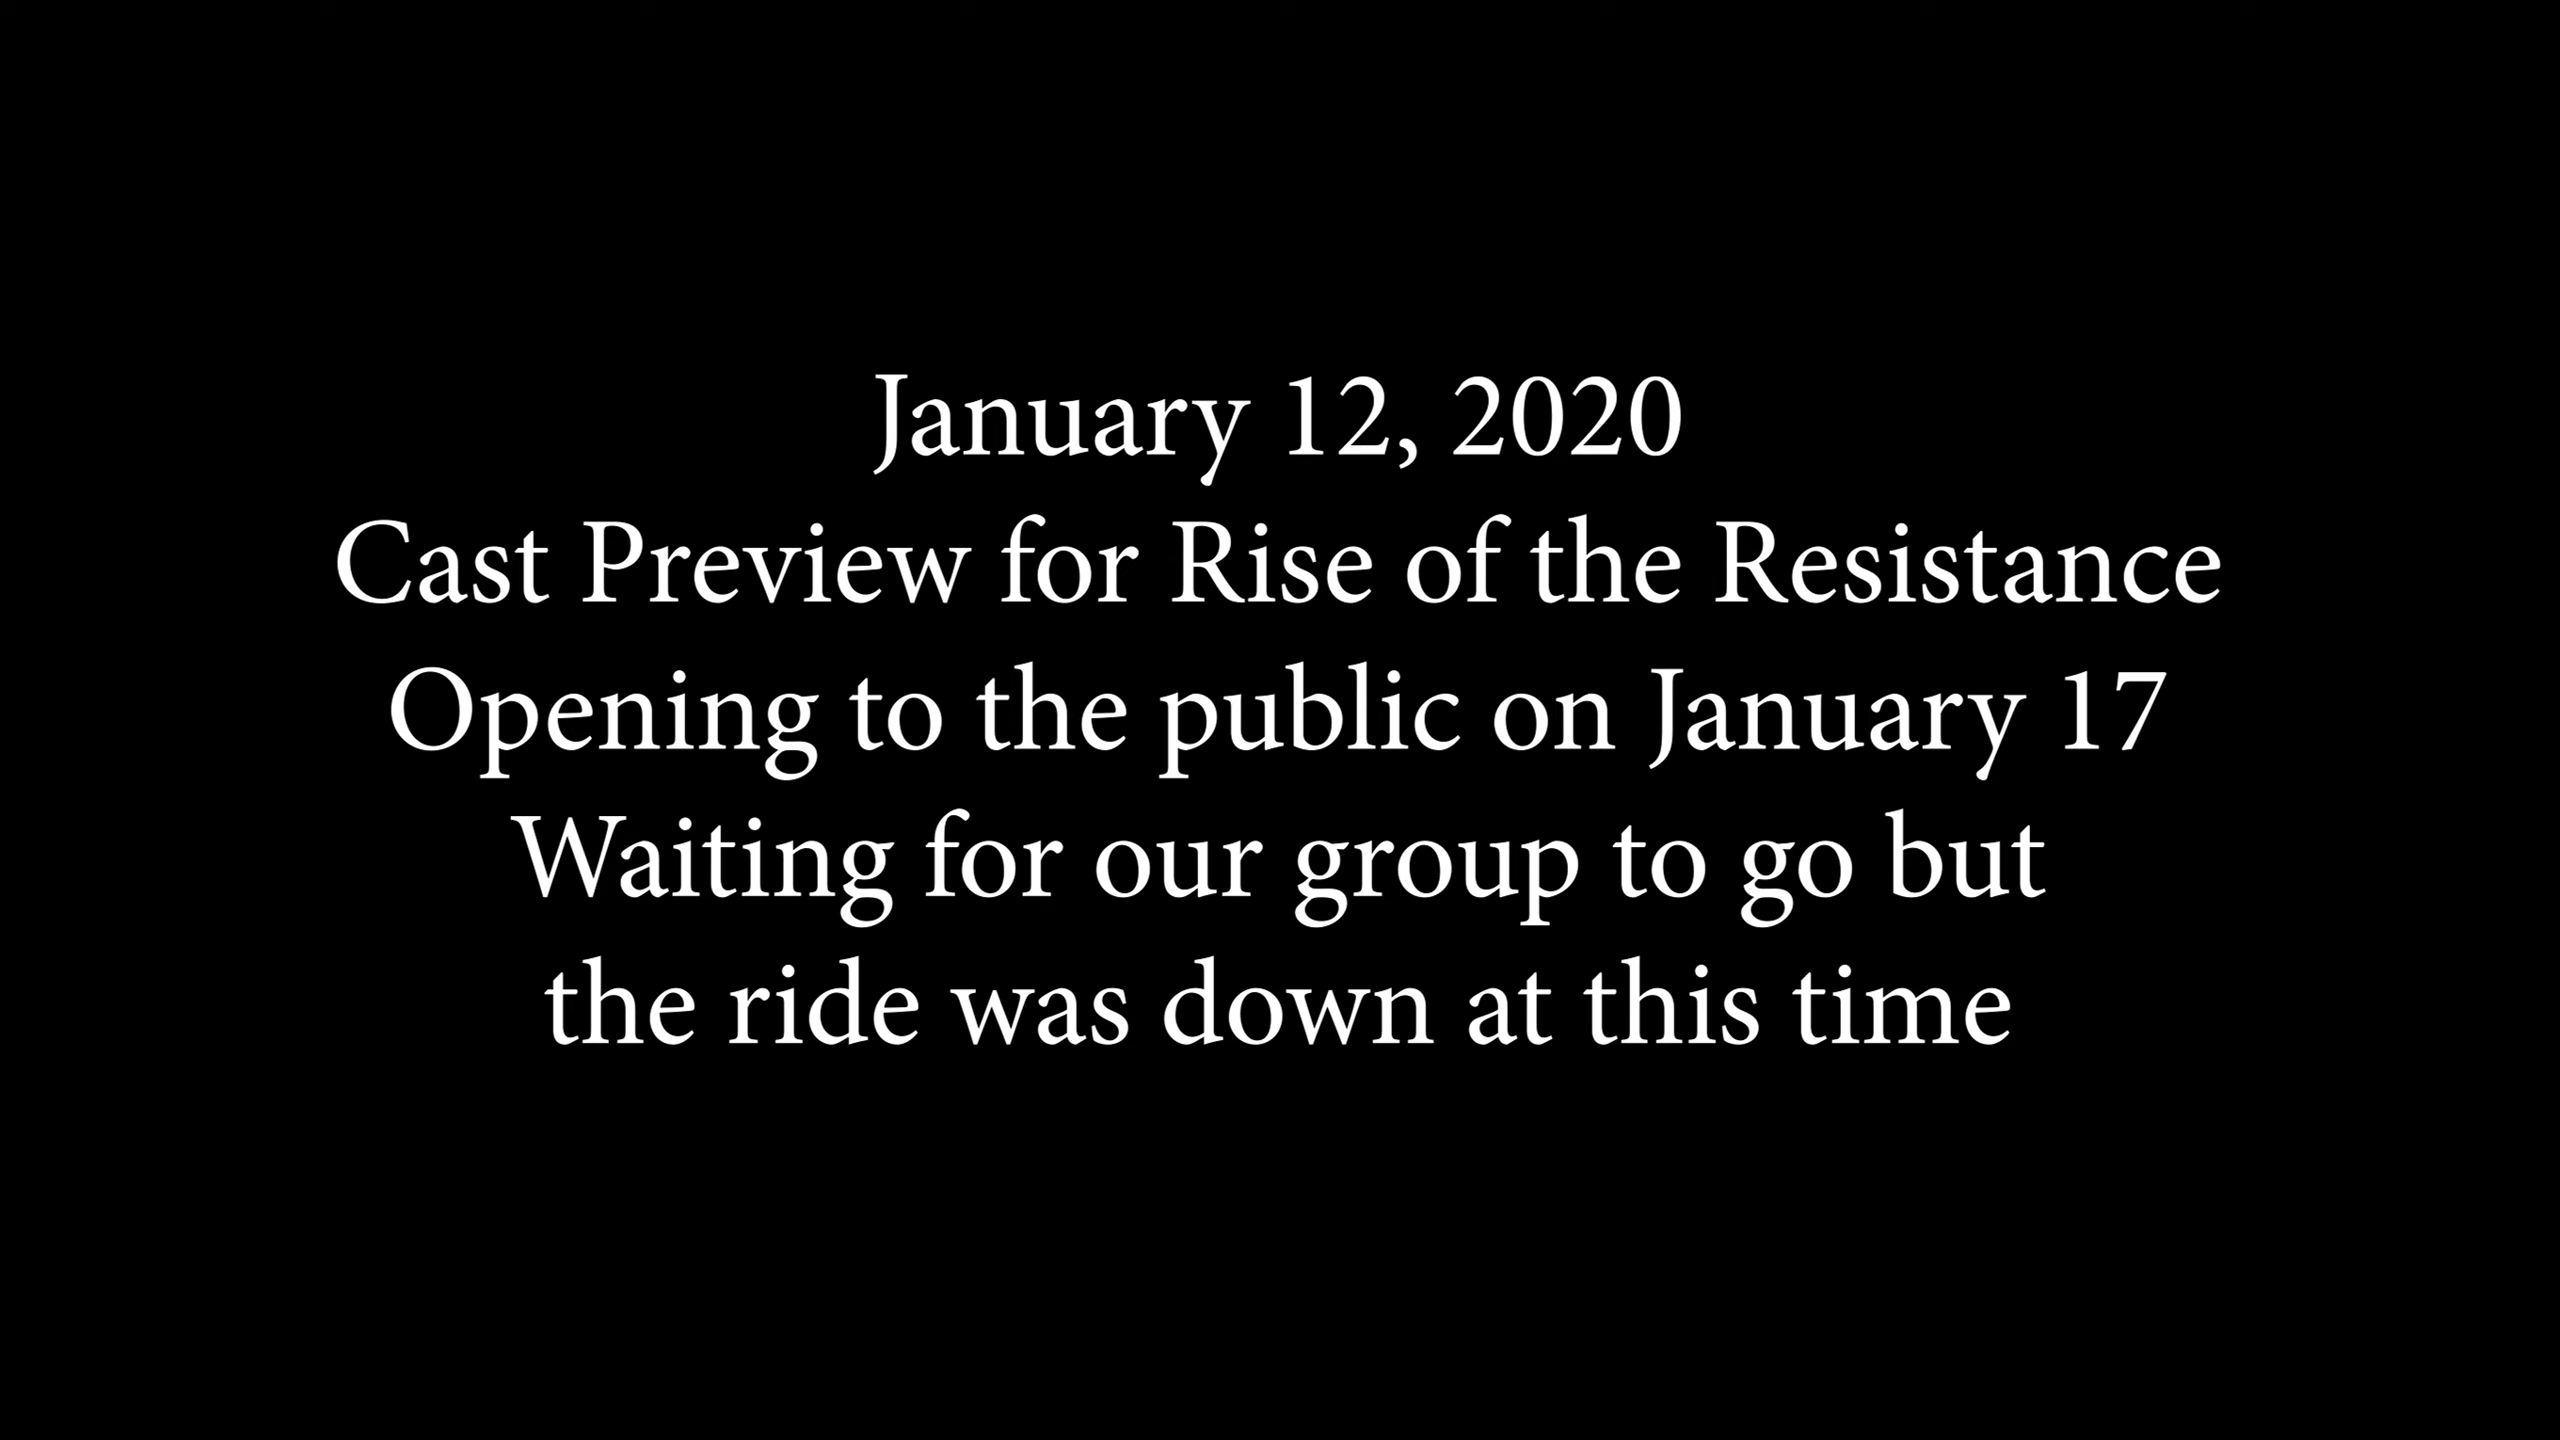 January 12, 2020
Cast Preview for Rise of the Resistance
Opening to the public on January 17
Waiting for our group to go but
the ride was down at this time